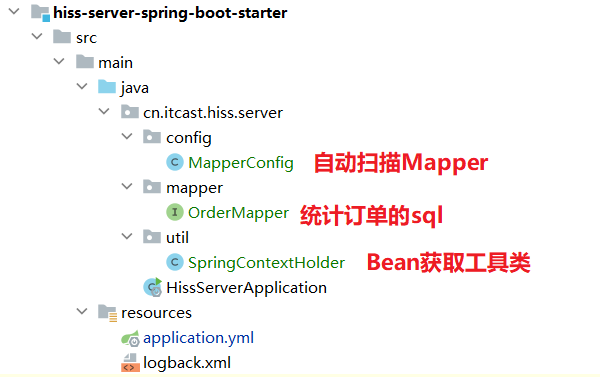 hiss-server-spring-boot-starter
src
main
java
cn.itcast.hiss.server
config
MapperConfig 自动扫描Mapper
mapper
OrderMapper 统计订单的sql
util
SpringContextHolder Bean获取工具类
HissServerApplication
resources
application.yml
logback.xml